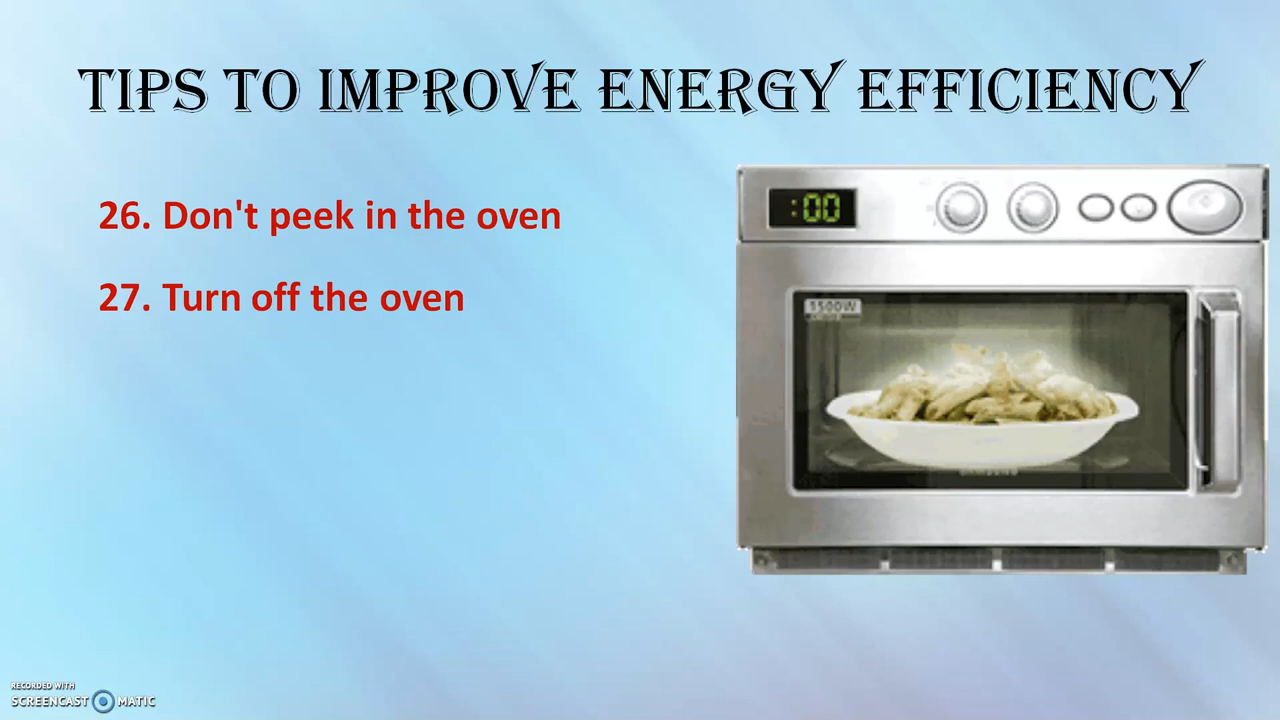 TIPS TO IMPROVE ENERGY EFFICIENCY
26. Don't peek in the oven
27. Turn off the oven
:00
1500W
SAMSUNG
RECORDED WITH
SCREENCAST MATIC